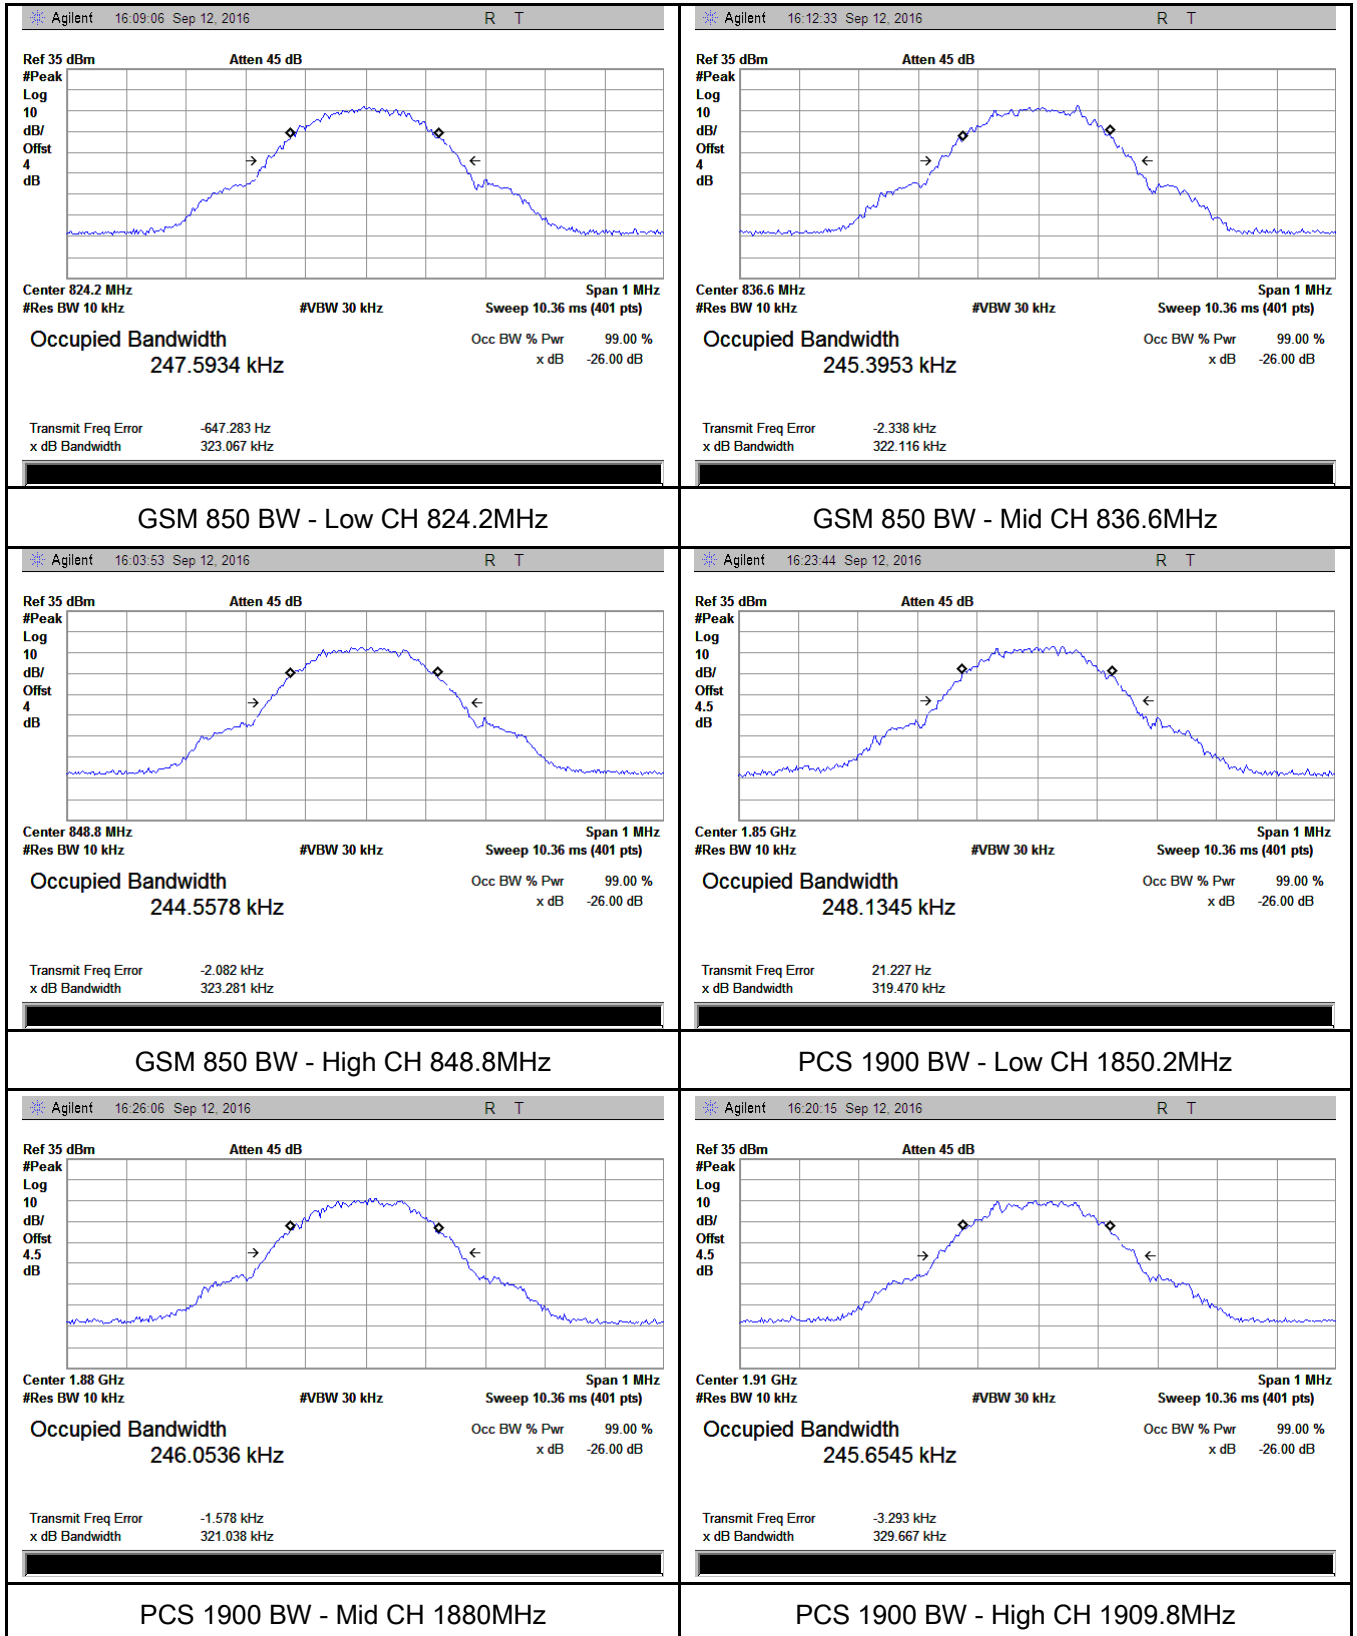 Agilent 16:09:06 Sep 12, 2016 R T
Ref 35 dBm Atten 45 dB
#Peak
Log
10
dB/
Offst
4
dB
Center 824.2 MHz Span 1 MHz
#Res BW 10 kHz #VBW 30 kHz Sweep 10.36 ms (401 pts)
Occupied Bandwidth Occ BW % Pwr 99.00 %
247.5934 kHz x dB -26.00 dB
Transmit Freq Error -647.283 Hz
x dB Bandwidth 323.067 kHz
GSM 850 BW - Low CH 824.2MHz
Agilent 16:12:33 Sep 12, 2016 R T
Ref 35 dBm Atten 45 dB
#Peak
Log
10
dB/
Offst
4
dB
Center 836.6 MHz Span 1 MHz
#Res BW 10 kHz #VBW 30 kHz Sweep 10.36 ms (401 pts)
Occupied Bandwidth Occ BW % Pwr 99.00 %
245.3953 kHz x dB -26.00 dB
Transmit Freq Error -2.338 kHz
x dB Bandwidth 322.116 kHz
GSM 850 BW - Mid CH 836.6MHz
Agilent 16:03:53 Sep 12, 2016 R T
Ref 35 dBm Atten 45 dB
#Peak
Log
10
dB/
Offst
4
dB
Center 848.8 MHz Span 1 MHz
#Res BW 10 kHz #VBW 30 kHz Sweep 10.36 ms (401 pts)
Occupied Bandwidth Occ BW % Pwr 99.00 %
244.5578 kHz x dB -26.00 dB
Transmit Freq Error -2.082 kHz
x dB Bandwidth 323.281 kHz
GSM 850 BW - High CH 848.8MHz
Agilent 16:23:44 Sep 12, 2016 R T
Ref 35 dBm Atten 45 dB
#Peak
Log
10
dB/
Offst
4.5
dB
Center 1.85 GHz Span 1 MHz
#Res BW 10 kHz #VBW 30 kHz Sweep 10.36 ms (401 pts)
Occupied Bandwidth Occ BW % Pwr 99.00 %
248.1345 kHz x dB -26.00 dB
Transmit Freq Error 21.227 Hz
x dB Bandwidth 319.470 kHz
PCS 1900 BW - Low CH 1850.2MHz
Agilent 16:26:06 Sep 12, 2016 R T
Ref 35 dBm Atten 45 dB
#Peak
Log
10
dB/
Offst
4.5
dB
Center 1.88 GHz Span 1 MHz
#Res BW 10 kHz #VBW 30 kHz Sweep 10.36 ms (401 pts)
Occupied Bandwidth Occ BW % Pwr 99.00 %
246.0536 kHz x dB -26.00 dB
Transmit Freq Error -1.578 kHz
x dB Bandwidth 321.038 kHz
PCS 1900 BW - Mid CH 1880MHz
Agilent 16:20:15 Sep 12, 2016 R T
Ref 35 dBm Atten 45 dB
#Peak
Log
10
dB/
Offst
4.5
dB
Center 1.91 GHz Span 1 MHz
#Res BW 10 kHz #VBW 30 kHz Sweep 10.36 ms (401 pts)
Occupied Bandwidth Occ BW % Pwr 99.00 %
245.6545 kHz x dB -26.00 dB
Transmit Freq Error -3.293 kHz
x dB Bandwidth 329.667 kHz
PCS 1900 BW - High CH 1909.8MHz